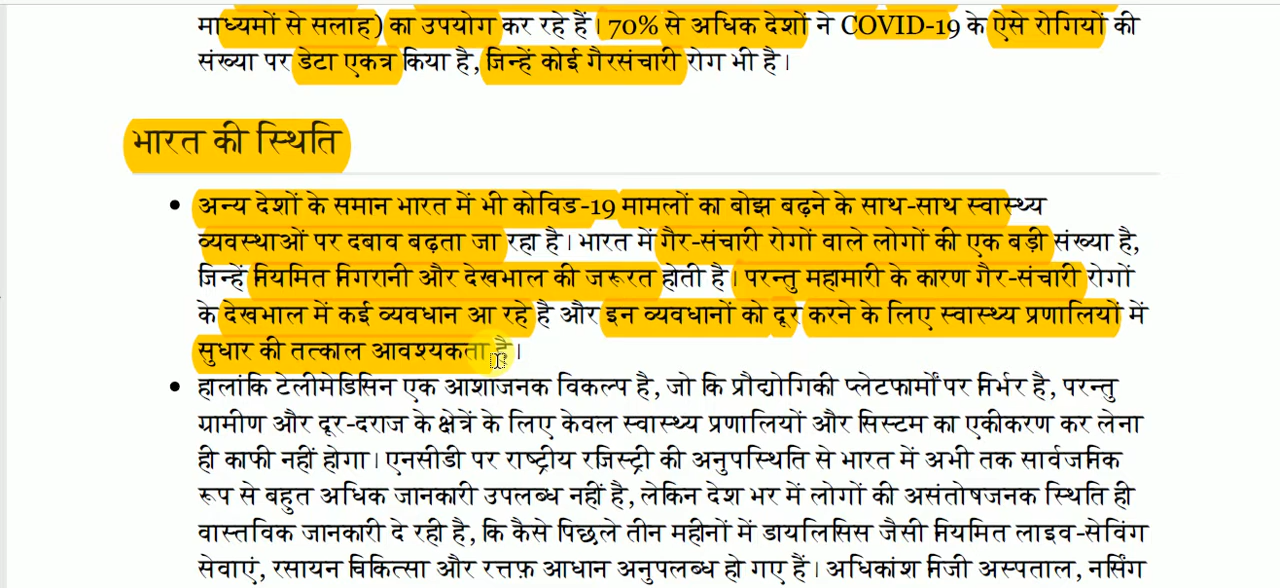 माध्यमों से सलाह) का उपयोग कर रहे हैं। 70% से अधिक देशों ने COVID-19 के ऐसे रोगियों की
संख्या पर डेटा एकत्र किया है, जिन्हें कोई गैरसंचारी रोग भी है।
भारत की स्थिति
• अन्य देशों के समान भारत में भी कोविड-19 मामलों का बोझ बढ़ने के साथ-साथ स्वास्थ्य
व्यवस्थाओं पर दबाव बढ़ता जा रहा है। भारत में गैर-संचारी रोगों वाले लोगों की एक बड़ी संख्या है,
जिन्हें नियमित निगरानी और देखभाल की जरूरत होती है। परन्तु महामारी के कारण गैर-संचारी रोगों
के देखभाल में कई व्यवधान आ रहे है और इन व्यवधानों को दूर करने के लिए स्वास्थ्य प्रणालियों में
सुधार की तत्काल आवश्यकता है।
• हालांकि टेलीमेडिसिन एक आशाजनक विकल्प है, जो कि प्रौद्योगिकी प्लेटफार्मों पर निर्भर है, परन्तु
ग्रामीण और दूर-दराज के क्षेत्रें के लिए केवल स्वास्थ्य प्रणालियों और सिस्टम का एकीकरण कर लेना
ही काफी नहीं होगा। एनसीडी पर राष्ट्रीय रजिस्ट्री की अनुपस्थिति से भारत में अभी तक सार्वजनिक
रूप से बहुत अधिक जानकारी उपलब्ध नहीं है, लेकिन देश भर में लोगों की असंतोषजनक स्थिति ही
वास्तविक जानकारी दे रही है, कि कैसे पिछले तीन महीनों में डायलिसिस जैसी नियमित लाइव-सेविंग
सेवाएं, रसायन चिकित्सा और रत्तफ़ आधान अनुपलब्ध हो गए हैं। अधिकांश निजी अस्पताल, नर्सिंग